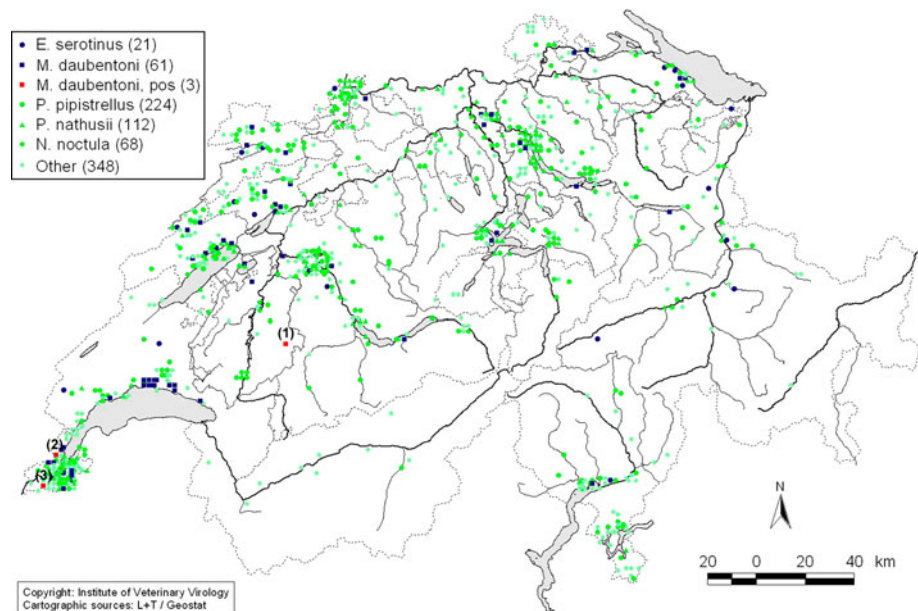 E. serotinus (21)
M. daubentoni (61)
M. daubentoni, pos (3)
P. pipistrellus (224)
P. nathusii (112)
N. noctula (68)
Other (348)
(1)
(2)
(3)
N
20 0 20 40 km
Copyright: Institute of Veterinary Virology
Cartographic sources: L+T / Geostat